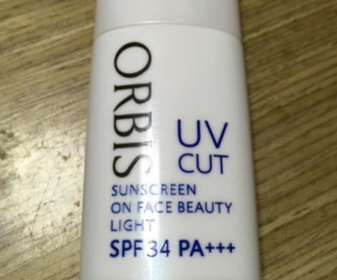 ORBIS
UV
CUT
SUNSCREEN
ON FACE BEAUTY
LIGHT
SPF34 PA+++